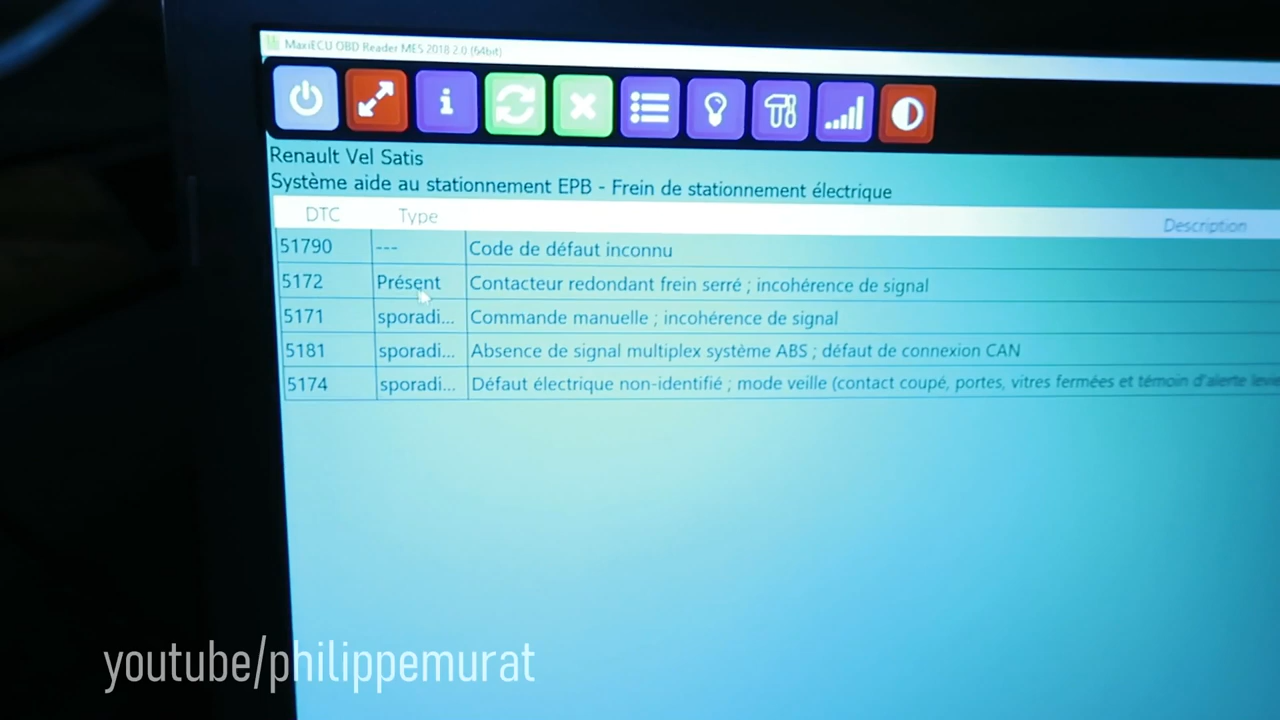 MaxiECU OBD Reader MES 2018 2.0 (64bit)
Renault Vel Satis
Système aide au stationnement EPB - Frein de stationnement électrique
DTC Type Description
51790 --- Code de défaut inconnu
5172 Présent Contacteur redondant frein serré ; incohérence de signal
5171 sporadi... Commande manuelle ; incohérence de signal
5181 sporadi... Absence de signal multiplex système ABS ; défaut de connexion CAN
5174 sporadi... Défaut électrique non-identifié ; mode veille (contact coupé, portes, vitres fermées et témoin d'alerte
youtube/philippemurat